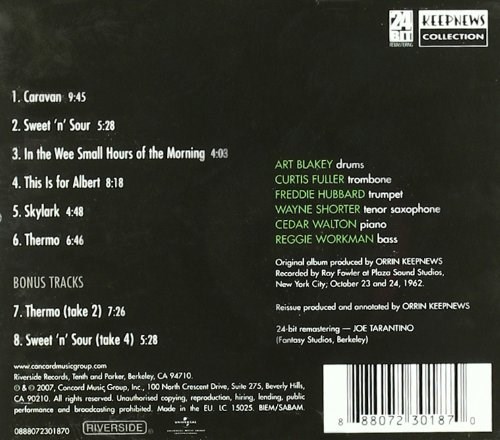 24
BIT
REMASTERING
KEEPNEWS
COLLECTION
1. Caravan 9:45
2. Sweet 'n' Sour 5:28
3. In the Wee Small Hours of the Morning 4:03
4. This Is for Albert 8:18
5. Skylark 4:48
6. Thermo 6:46
BONUS TRACKS
7. Thermo (take 2) 7:26
8. Sweet 'n' Sour (take 4) 5:28
ART BLAKEY drums
CURTIS FULLER trombone
FREDDIE HUBBARD trumpet
WAYNE SHORTER tenor saxophone
CEDAR WALTON piano
REGGIE WORKMAN bass
Original album produced by ORRIN KEEPNEWS
Recorded by Ray Fowler at Plaza Sound Studios,
New York City; October 23 and 24, 1962.
Reissue produced and annotated by ORRIN KEEPNEWS
24-bit remastering — JOE TARANTINO
(Fantasy Studios, Berkeley)
www.concordmusicgroup.com
Riverside Records, Tenth and Parker, Berkeley, CA 94710.
℗ & © 2007, Concord Music Group, Inc., 100 North Crescent Drive, Suite 275, Beverly Hills,
CA 90210. All rights reserved. Unauthorised copying, reproduction, hiring, lending, public
performance and broadcasting prohibited. Made in the EU. LC 15025. BIEM/SABAM.
0888072301870
RIVERSIDE
UNIVERSAL
8 88072 30187 0